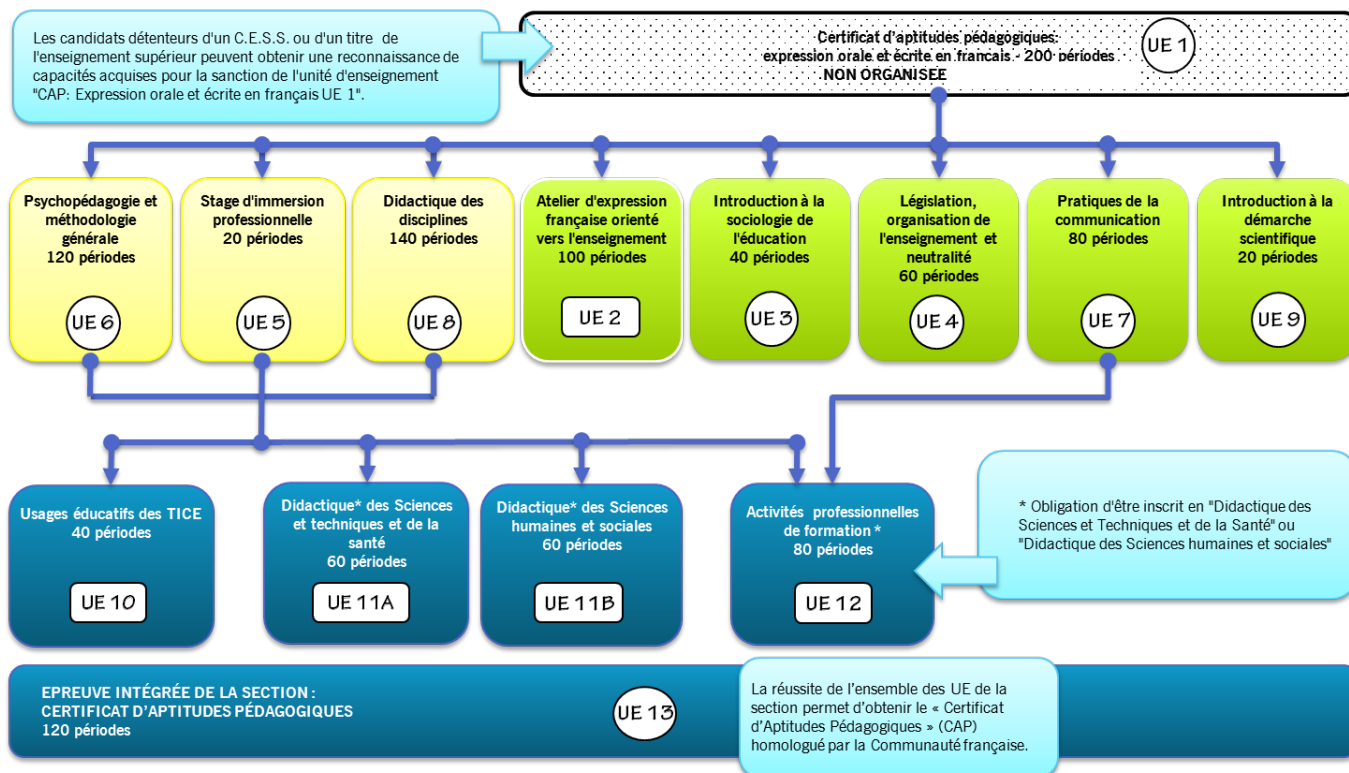 Les candidats détenteurs d'un C.E.S.S. ou d'un titre de
l'enseignement supérieur peuvent obtenir une reconnaissance de
capacités acquises pour la sanction de l'unité d'enseignement
"CAP: Expression orale et écrite en français UE 1".
Certificat d'aptitudes pédagogiques:
expression orale et écrite en francais - 200 périodes
NON ORGANISEE
UE 1
Psychopédagogie et
méthodologie
générale
120 périodes
UE 6
Stage d'immersion
professionnelle
20 périodes
UE 5
Didactique des
disciplines
140 périodes
UE 8
Atelier d'expression
française orienté
vers l'enseignement
100 périodes
UE 2
Introduction à la
sociologie de
l'éducation
40 périodes
UE 3
Législation,
organisation de
l'enseignement et
neutralité
60 périodes
UE 4
Pratiques de la
communication
80 périodes
UE 7
Introduction à la
démarche
scientifique
20 périodes
UE 9
Usages éducatifs des TICE
40 périodes
UE 10
Didactique* des Sciences
et techniques et de la
santé
60 périodes
UE 11A
Didactique* des Sciences
humaines et sociales
60 périodes
UE 11B
Activités professionnelles
de formation *
80 périodes
UE 12
* Obligation d'être inscrit en "Didactique des
Sciences et Techniques et de la Santé" ou
"Didactique des Sciences humaines et sociales"
EPREUVE INTÉGRÉE DE LA SECTION :
CERTIFICAT D'APTITUDES PÉDAGOGIQUES
120 périodes
UE 13
La réussite de l'ensemble des UE de la
section permet d'obtenir le « Certificat
d'Aptitudes Pédagogiques » (CAP)
homologué par la Communauté française.